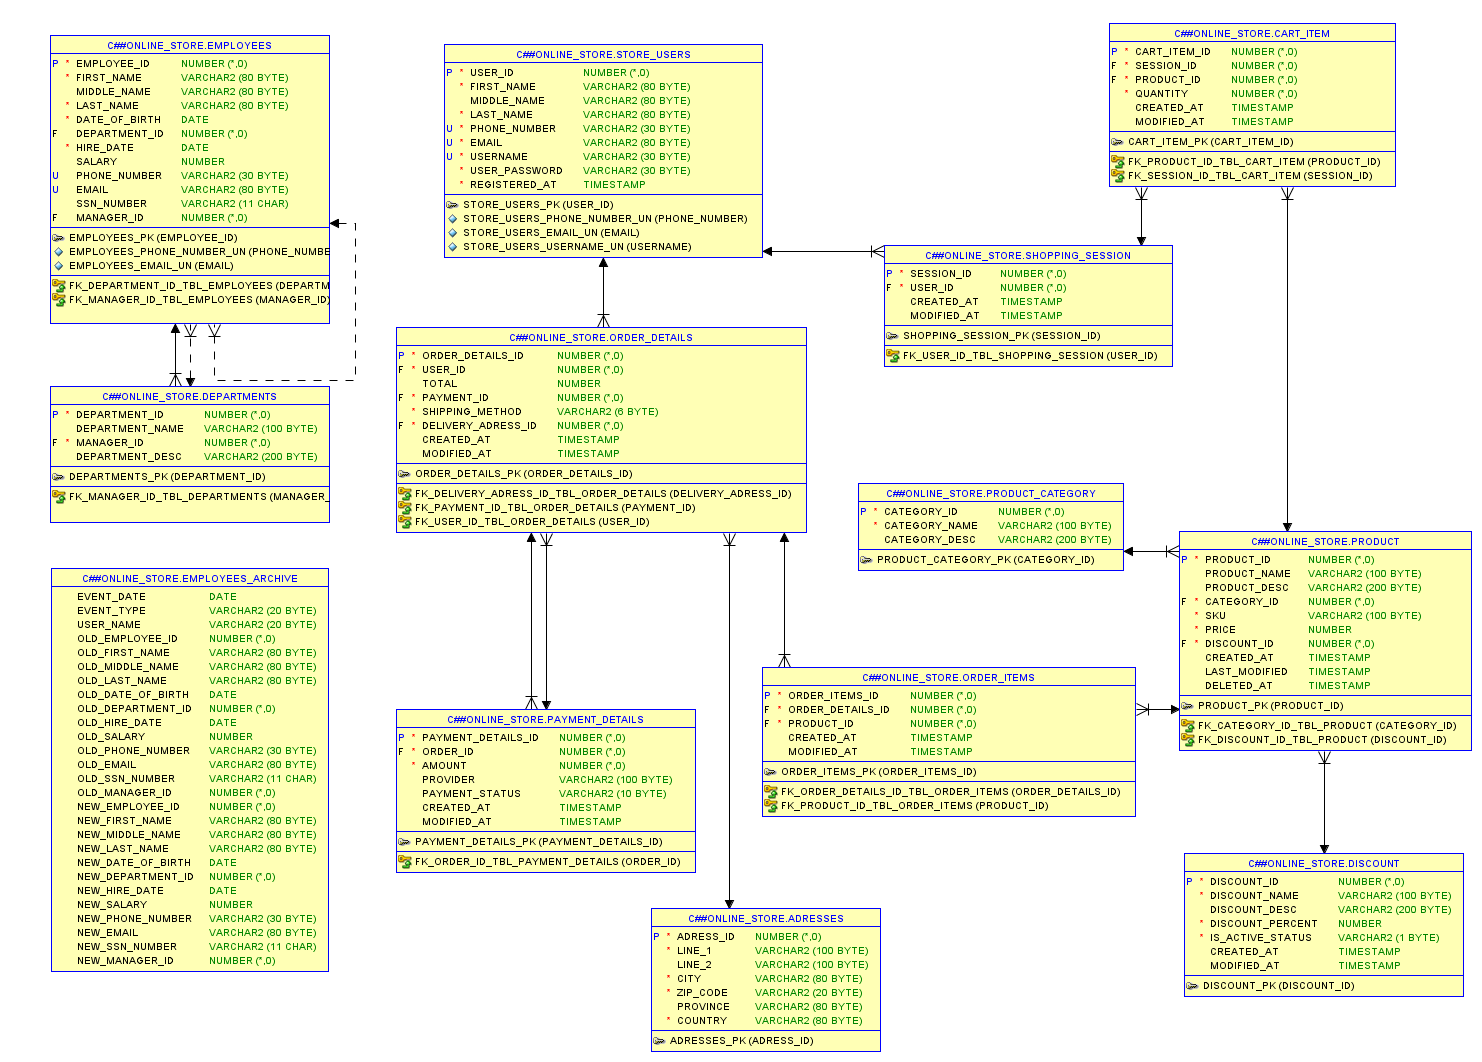 C##ONLINE_STORE.EMPLOYEES
P * EMPLOYEE_ID NUMBER (*,0)
* FIRST_NAME VARCHAR2 (80 BYTE)
MIDDLE_NAME VARCHAR2 (80 BYTE)
* LAST_NAME VARCHAR2 (80 BYTE)
* DATE_OF_BIRTH DATE
F DEPARTMENT_ID NUMBER (*,0)
* HIRE_DATE DATE
SALARY NUMBER
U PHONE_NUMBER VARCHAR2 (30 BYTE)
U EMAIL VARCHAR2 (80 BYTE)
SSN_NUMBER VARCHAR2 (11 CHAR)
F MANAGER_ID NUMBER (*,0)
EMPLOYEES_PK (EMPLOYEE_ID)
EMPLOYEES_PHONE_NUMBER_UN (PHONE_NUMBE
EMPLOYEES_EMAIL_UN (EMAIL)
FK_DEPARTMENT_ID_TBL_EMPLOYEES (DEPARTM
FK_MANAGER_ID_TBL_EMPLOYEES (MANAGER_ID)
C##ONLINE_STORE.DEPARTMENTS
P * DEPARTMENT_ID NUMBER (*,0)
DEPARTMENT_NAME VARCHAR2 (100 BYTE)
F * MANAGER_ID NUMBER (*,0)
DEPARTMENT_DESC VARCHAR2 (200 BYTE)
DEPARTMENTS_PK (DEPARTMENT_ID)
FK_MANAGER_ID_TBL_DEPARTMENTS (MANAGER_
C##ONLINE_STORE.EMPLOYEES_ARCHIVE
EVENT_DATE DATE
EVENT_TYPE VARCHAR2 (20 BYTE)
USER_NAME VARCHAR2 (20 BYTE)
OLD_EMPLOYEE_ID NUMBER (*,0)
OLD_FIRST_NAME VARCHAR2 (80 BYTE)
OLD_MIDDLE_NAME VARCHAR2 (80 BYTE)
OLD_LAST_NAME VARCHAR2 (80 BYTE)
OLD_DATE_OF_BIRTH DATE
OLD_DEPARTMENT_ID NUMBER (*,0)
OLD_HIRE_DATE DATE
OLD_SALARY NUMBER
OLD_PHONE_NUMBER VARCHAR2 (30 BYTE)
OLD_EMAIL VARCHAR2 (80 BYTE)
OLD_SSN_NUMBER VARCHAR2 (11 CHAR)
OLD_MANAGER_ID NUMBER (*,0)
NEW_EMPLOYEE_ID NUMBER (*,0)
NEW_FIRST_NAME VARCHAR2 (80 BYTE)
NEW_MIDDLE_NAME VARCHAR2 (80 BYTE)
NEW_LAST_NAME VARCHAR2 (80 BYTE)
NEW_DATE_OF_BIRTH DATE
NEW_DEPARTMENT_ID NUMBER (*,0)
NEW_HIRE_DATE DATE
NEW_SALARY NUMBER
NEW_PHONE_NUMBER VARCHAR2 (30 BYTE)
NEW_EMAIL VARCHAR2 (80 BYTE)
NEW_SSN_NUMBER VARCHAR2 (11 CHAR)
NEW_MANAGER_ID NUMBER (*,0)
C##ONLINE_STORE.STORE_USERS
P * USER_ID NUMBER (*,0)
* FIRST_NAME VARCHAR2 (80 BYTE)
MIDDLE_NAME VARCHAR2 (80 BYTE)
* LAST_NAME VARCHAR2 (80 BYTE)
U * PHONE_NUMBER VARCHAR2 (30 BYTE)
U * EMAIL VARCHAR2 (80 BYTE)
U * USERNAME VARCHAR2 (30 BYTE)
* USER_PASSWORD VARCHAR2 (30 BYTE)
* REGISTERED_AT TIMESTAMP
STORE_USERS_PK (USER_ID)
STORE_USERS_PHONE_NUMBER_UN (PHONE_NUMBER)
STORE_USERS_EMAIL_UN (EMAIL)
STORE_USERS_USERNAME_UN (USERNAME)
C##ONLINE_STORE.ORDER_DETAILS
P * ORDER_DETAILS_ID NUMBER (*,0)
F * USER_ID NUMBER (*,0)
TOTAL NUMBER
F * PAYMENT_ID NUMBER (*,0)
* SHIPPING_METHOD VARCHAR2 (6 BYTE)
F * DELIVERY_ADRESS_ID NUMBER (*,0)
CREATED_AT TIMESTAMP
MODIFIED_AT TIMESTAMP
ORDER_DETAILS_PK (ORDER_DETAILS_ID)
FK_DELIVERY_ADRESS_ID_TBL_ORDER_DETAILS (DELIVERY_ADRESS_ID)
FK_PAYMENT_ID_TBL_ORDER_DETAILS (PAYMENT_ID)
FK_USER_ID_TBL_ORDER_DETAILS (USER_ID)
C##ONLINE_STORE.PAYMENT_DETAILS
P * PAYMENT_DETAILS_ID NUMBER (*,0)
F * ORDER_ID NUMBER (*,0)
* AMOUNT NUMBER (*,0)
PROVIDER VARCHAR2 (100 BYTE)
PAYMENT_STATUS VARCHAR2 (10 BYTE)
CREATED_AT TIMESTAMP
MODIFIED_AT TIMESTAMP
PAYMENT_DETAILS_PK (PAYMENT_DETAILS_ID)
FK_ORDER_ID_TBL_PAYMENT_DETAILS (ORDER_ID)
C##ONLINE_STORE.ADRESSES
P * ADRESS_ID NUMBER (*,0)
* LINE_1 VARCHAR2 (100 BYTE)
LINE_2 VARCHAR2 (100 BYTE)
* CITY VARCHAR2 (80 BYTE)
* ZIP_CODE VARCHAR2 (20 BYTE)
PROVINCE VARCHAR2 (80 BYTE)
* COUNTRY VARCHAR2 (80 BYTE)
ADRESSES_PK (ADRESS_ID)
C##ONLINE_STORE.CART_ITEM
P * CART_ITEM_ID NUMBER (*,0)
F * SESSION_ID NUMBER (*,0)
F * PRODUCT_ID NUMBER (*,0)
* QUANTITY NUMBER (*,0)
CREATED_AT TIMESTAMP
MODIFIED_AT TIMESTAMP
CART_ITEM_PK (CART_ITEM_ID)
FK_PRODUCT_ID_TBL_CART_ITEM (PRODUCT_ID)
FK_SESSION_ID_TBL_CART_ITEM (SESSION_ID)
C##ONLINE_STORE.SHOPPING_SESSION
P * SESSION_ID NUMBER (*,0)
F * USER_ID NUMBER (*,0)
CREATED_AT TIMESTAMP
MODIFIED_AT TIMESTAMP
SHOPPING_SESSION_PK (SESSION_ID)
FK_USER_ID_TBL_SHOPPING_SESSION (USER_ID)
C##ONLINE_STORE.PRODUCT_CATEGORY
P * CATEGORY_ID NUMBER (*,0)
* CATEGORY_NAME VARCHAR2 (100 BYTE)
CATEGORY_DESC VARCHAR2 (200 BYTE)
PRODUCT_CATEGORY_PK (CATEGORY_ID)
C##ONLINE_STORE.PRODUCT
P * PRODUCT_ID NUMBER (*,0)
PRODUCT_NAME VARCHAR2 (100 BYTE)
PRODUCT_DESC VARCHAR2 (200 BYTE)
F * CATEGORY_ID NUMBER (*,0)
* SKU VARCHAR2 (100 BYTE)
* PRICE NUMBER
F * DISCOUNT_ID NUMBER (*,0)
CREATED_AT TIMESTAMP
LAST_MODIFIED TIMESTAMP
DELETED_AT TIMESTAMP
PRODUCT_PK (PRODUCT_ID)
FK_CATEGORY_ID_TBL_PRODUCT (CATEGORY_ID)
FK_DISCOUNT_ID_TBL_PRODUCT (DISCOUNT_ID)
C##ONLINE_STORE.ORDER_ITEMS
P * ORDER_ITEMS_ID NUMBER (*,0)
F * ORDER_DETAILS_ID NUMBER (*,0)
F * PRODUCT_ID NUMBER (*,0)
CREATED_AT TIMESTAMP
MODIFIED_AT TIMESTAMP
ORDER_ITEMS_PK (ORDER_ITEMS_ID)
FK_ORDER_DETAILS_ID_TBL_ORDER_ITEMS (ORDER_DETAILS_ID)
FK_PRODUCT_ID_TBL_ORDER_ITEMS (PRODUCT_ID)
C##ONLINE_STORE.DISCOUNT
P * DISCOUNT_ID NUMBER (*,0)
* DISCOUNT_NAME VARCHAR2 (100 BYTE)
DISCOUNT_DESC VARCHAR2 (200 BYTE)
* DISCOUNT_PERCENT NUMBER
* IS_ACTIVE_STATUS VARCHAR2 (1 BYTE)
CREATED_AT TIMESTAMP
MODIFIED_AT TIMESTAMP
DISCOUNT_PK (DISCOUNT_ID)